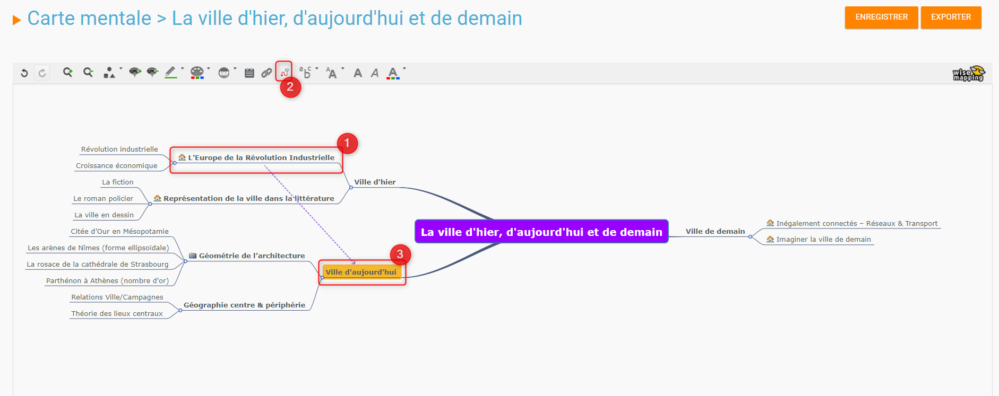 Carte mentale > La ville d'hier, d'aujourd'hui et de demain
ENREGISTRER
EXPORTER
wise mapping
2
1
Révolution industrielle
L’Europe de la Révolution Industrielle
Croissance économique
Ville d'hier
La fiction
Le roman policier
Représentation de la ville dans la littérature
La ville en dessin
Citée d’Our en Mésopotamie
Les arènes de Nîmes (forme ellipsoïdale)
Géométrie de l’architecture
La rosace de la cathédrale de Strasbourg
Parthénon à Athènes (nombre d'or)
3
Ville d'aujourd'hui
Relations Ville/Campagnes
Géographie centre & périphérie
Théorie des lieux centraux
La ville d'hier, d'aujourd'hui et de demain
Ville de demain
Inégalement connectés – Réseaux & Transport
Imaginer la ville de demain